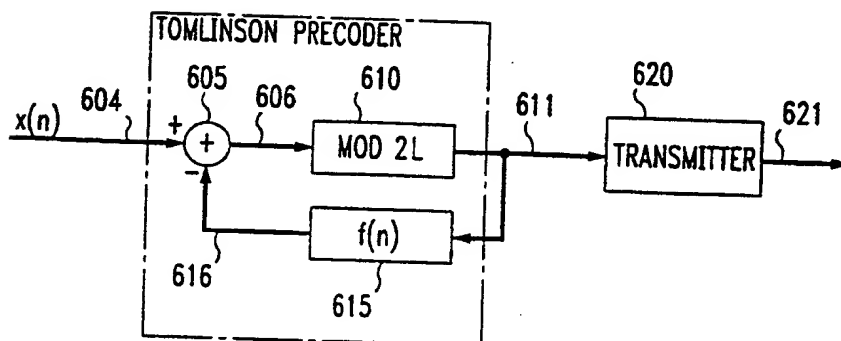 TOMLINSON PRECODER
605
610
620
x(n)
604
606
611
621
+
+
MOD 2L
TRANSMITTER
−
f(n)
616
615